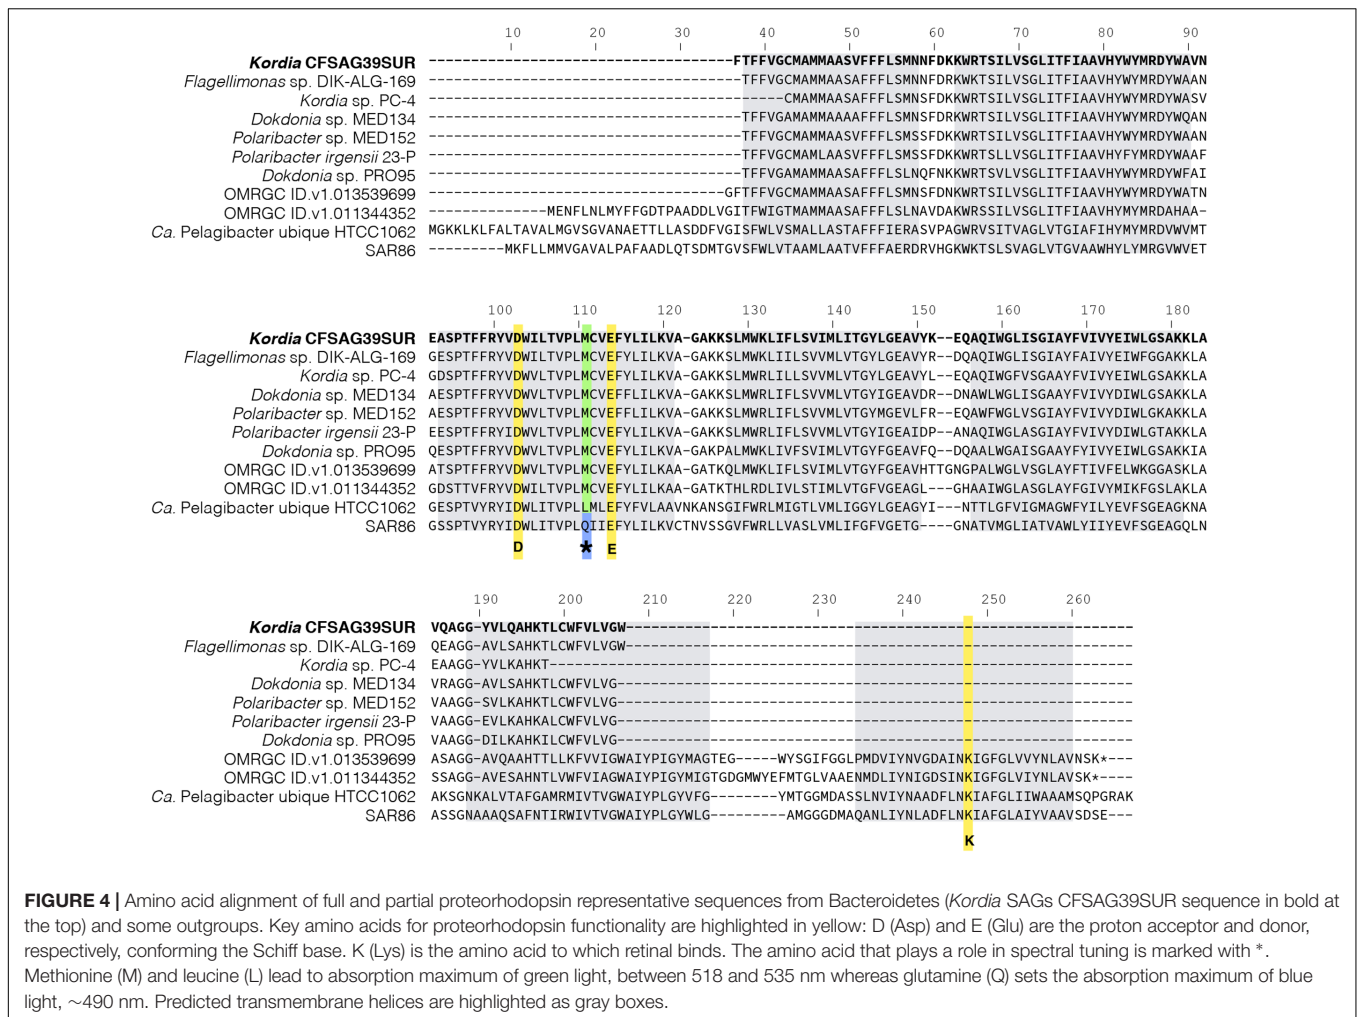 10 20 30 40 50 60 70 80 90
Kordia CFSAG39SUR ------------------------------------FTFFVGCMAMMAASVFFFLSMNNFDKKWRTSILVSGLITFIAAVHYWYMRDYWAVN
Flagellimonas sp. DIK-ALG-169 -------------------------------------TFFVGCMAMMAASAFFFLSMNNFDRKWRTSILVSGLITFIAAVHYWYMRDYWAAN
Kordia sp. PC-4 ------------------------------------------CMAMMAASAFFFLSMNSFDKKWRTSILVSGLITFIAAVHYWYMRDYWASV
Dokdonia sp. MED134 -------------------------------------TFFVGAMAMMAAAAFFFLSMNSFDRKWRTSILVSGLITFIAAVHYWYMRDYWQAN
Polaribacter sp. MED152 -------------------------------------TFFVGCMAMMAASVFFFLSMNSFDRKWRTSILVSGLITFIAAVHYWYMRDYWAAN
Polaribacter irgensii 23-P -------------------------------------TFFVGCMAMLAASVFFFLSMSSFDKKWRTSLLVSGLITFIAAVHYFYMRDYWAAF
Dokdonia sp. PRO95 -------------------------------------TFFVGCMAMMAASAFFFLSLNQFNKKWRTSVLVSGLITFIAAVHYWYMRDYWFAI
OMRGC ID.v1.013539699 -----------------------------------GFTFFVGAMAMMAASAFFFLSMNSFDNKWRTSILVSGLITFIAAVHYWYMRDYWATN
OMRGC ID.v1.011344352 --------------MENFLNLMYFFGDTPAADDLVGITFWIGTMAMMAASAFFFLSLNAVDAKWRSSILVSGLITFIAAVHYMYMRDAHAA-
Ca. Pelagibacter ubique HTCC1062 MGKKLKLFALTAVALMGVSGVANAETTLLASDDFVGISFWLVSMALLASTAFFFIERASVPAGWRVSITVAGLVTGIAFIHYMYMRDVWVMT
SAR86 ---------MKFLLMMVGAVALPAFAADLQTSDMTGVSFWLVTAAMLAATVFFFAERDRVHGKWKTSLSVAGLVTGVAAWHYLYMRGVWVET
100 110 120 130 140 150 160 170 180
Kordia CFSAG39SUR EASPTFFRYVDWILTVPLMCVEFYLILKVA-GAKKSLMWKLIFLSVIMLITGYLGEAVYK--EQAQIWGLISGIAYFVIVYEIWLGSAKKLA
Flagellimonas sp. DIK-ALG-169 GESPTFFRYVDWILTVPLMCVEFYLILKVA-GAKKSLMWKLIILSVVMLVTGYLGEAVYR--DQAQIWGLISGIAYFVIVYEIWFGGAKKLA
Kordia sp. PC-4 GDSPTFFRYVDWVLTVPLMCVEFYLILKVA-GAKKSLMWRLILLSVVMLVTGYLGEAVYL--EQAQIWGFVSGAAYFVIVYEIWLGSAKKLA
Dokdonia sp. MED134 AESPTFFRYVDWVLTVPLMCVEFFLILKVA-GAKKSLMWRLIFLSVIMLVTGYIGEAVDR--DNAWLWGLISGAAYFVIVYDIWLGSAKKLA
Polaribacter sp. MED152 AESPTFFRYVDWVLTVPLMCVEFFLILKVA-GAKKSLMWRLIFLSVVMLVTGYMGEVLFR--EQAWFWGLVSGIAYFVIVYDIWLGKAKKLA
Polaribacter irgensii 23-P EESPTFFRYIDWVLTVPLMCVEFYLILKVA-GAKKSLMWRLIFLSVVMLVTGYIGEAIDP--ANAQIWGLASGIAYFVIVYDIWLGTAKKLA
Dokdonia sp. PRO95 QESPTFFRYVDWVLTVPLMCVEFYLILKVA-GAKPALMWKLIVFSVIMLVTGYFGEAVFQ--DQAALWGAISGAAYFVIVYEIWLGSAKKIA
OMRGC ID.v1.013539699 ATSPTFFRYVDWVLTVPLMCVEFYLILKAA-GATKQLMWKLIFLSVIMLVTGYFGEAVHTTGNGPALWGLVSGLAYFTIVFELWKGGASKLA
OMRGC ID.v1.011344352 GDSTTVFRYVDWILTVPLMCVEFYLILKAA-GATKTHLRDLIVLSTIMLVTGFVGEAGL---GHAAIWGLASGLAYFGIVYMIKFGSLAKLA
Ca. Pelagibacter ubique HTCC1062 GESPTVYRYIDWLITVPLLMLEFYFVLAAVNKANSGIFWRLMIGTLVMLIGGYLGEAGYI---NTTLGFVIGMAGWFYILYEVFSGEAGKLA
SAR86 GSSPTVYRYIDWLITVPLQIIEFYLILKVCTNVSSGVFWRLLVASLVMLIFGFVGETG----GNATVMGLIATVAWLYIIYEVFSGEAGQLN
D * E
190 200 210 220 230 240 250 260
Kordia CFSAG39SUR VQAGG-YVLQAHKTLCWFVLVGW------------------------------------------------------------
Flagellimonas sp. DIK-ALG-169 QEAGG-AVLSAHKTLCWFVLVGW------------------------------------------------------------
Kordia sp. PC-4 EAAGG-YVLKAHKT---------------------------------------------------------------------
Dokdonia sp. MED134 VRAGG-AVLSAHKTLCWFVLVG-------------------------------------------------------------
Polaribacter sp. MED152 VAAGG-SVLKAHKTLCWFVLVG-------------------------------------------------------------
Polaribacter irgensii 23-P VAAGG-EVLKAHKALCWFVLVG-------------------------------------------------------------
Dokdonia sp. PRO95 VAAGG-DILKAHKILCWFVLVG-------------------------------------------------------------
OMRGC ID.v1.013539699 ASAGG-AVQAAHTTLLKFVVIGWAIYPIGYMAGTEG-----WYSGIFGGLPMDVIYNVGDAINKIGFGLVVYNLAVNSK*---
OMRGC ID.v1.011344352 SSAGG-AVESAHNTLVWFVIAGWAIYPIGYMIGTGDGMWYEFMTGLVAAENMDLIYNIGDSINKIGFGLVIYNLAVSK*----
Ca. Pelagibacter ubique HTCC1062 AKSGNKALVTAFGAMRMIVTVGWAIYPLGYVFG--------YMTGGMDASSLNVIYNAADFLNKIAFGLIIWAAAMSQPGRAK
SAR86 ASSGNAAAQSAFNTIRWIVTVGWAIYPLGYWLG---------AMGGGDMAQANLIYNLADFLNKIAFGLAIYVAAVSDSE---
K
FIGURE 4 | Amino acid alignment of full and partial proteorhodopsin representative sequences from Bacteroidetes (Kordia SAGs CFSAG39SUR sequence in bold at
the top) and some outgroups. Key amino acids for proteorhodopsin functionality are highlighted in yellow: D (Asp) and E (Glu) are the proton acceptor and donor,
respectively, conforming the Schiff base. K (Lys) is the amino acid to which retinal binds. The amino acid that plays a role in spectral tuning is marked with *.
Methionine (M) and leucine (L) lead to absorption maximum of green light, between 518 and 535 nm whereas glutamine (Q) sets the absorption maximum of blue
light, ∼490 nm. Predicted transmembrane helices are highlighted as gray boxes.